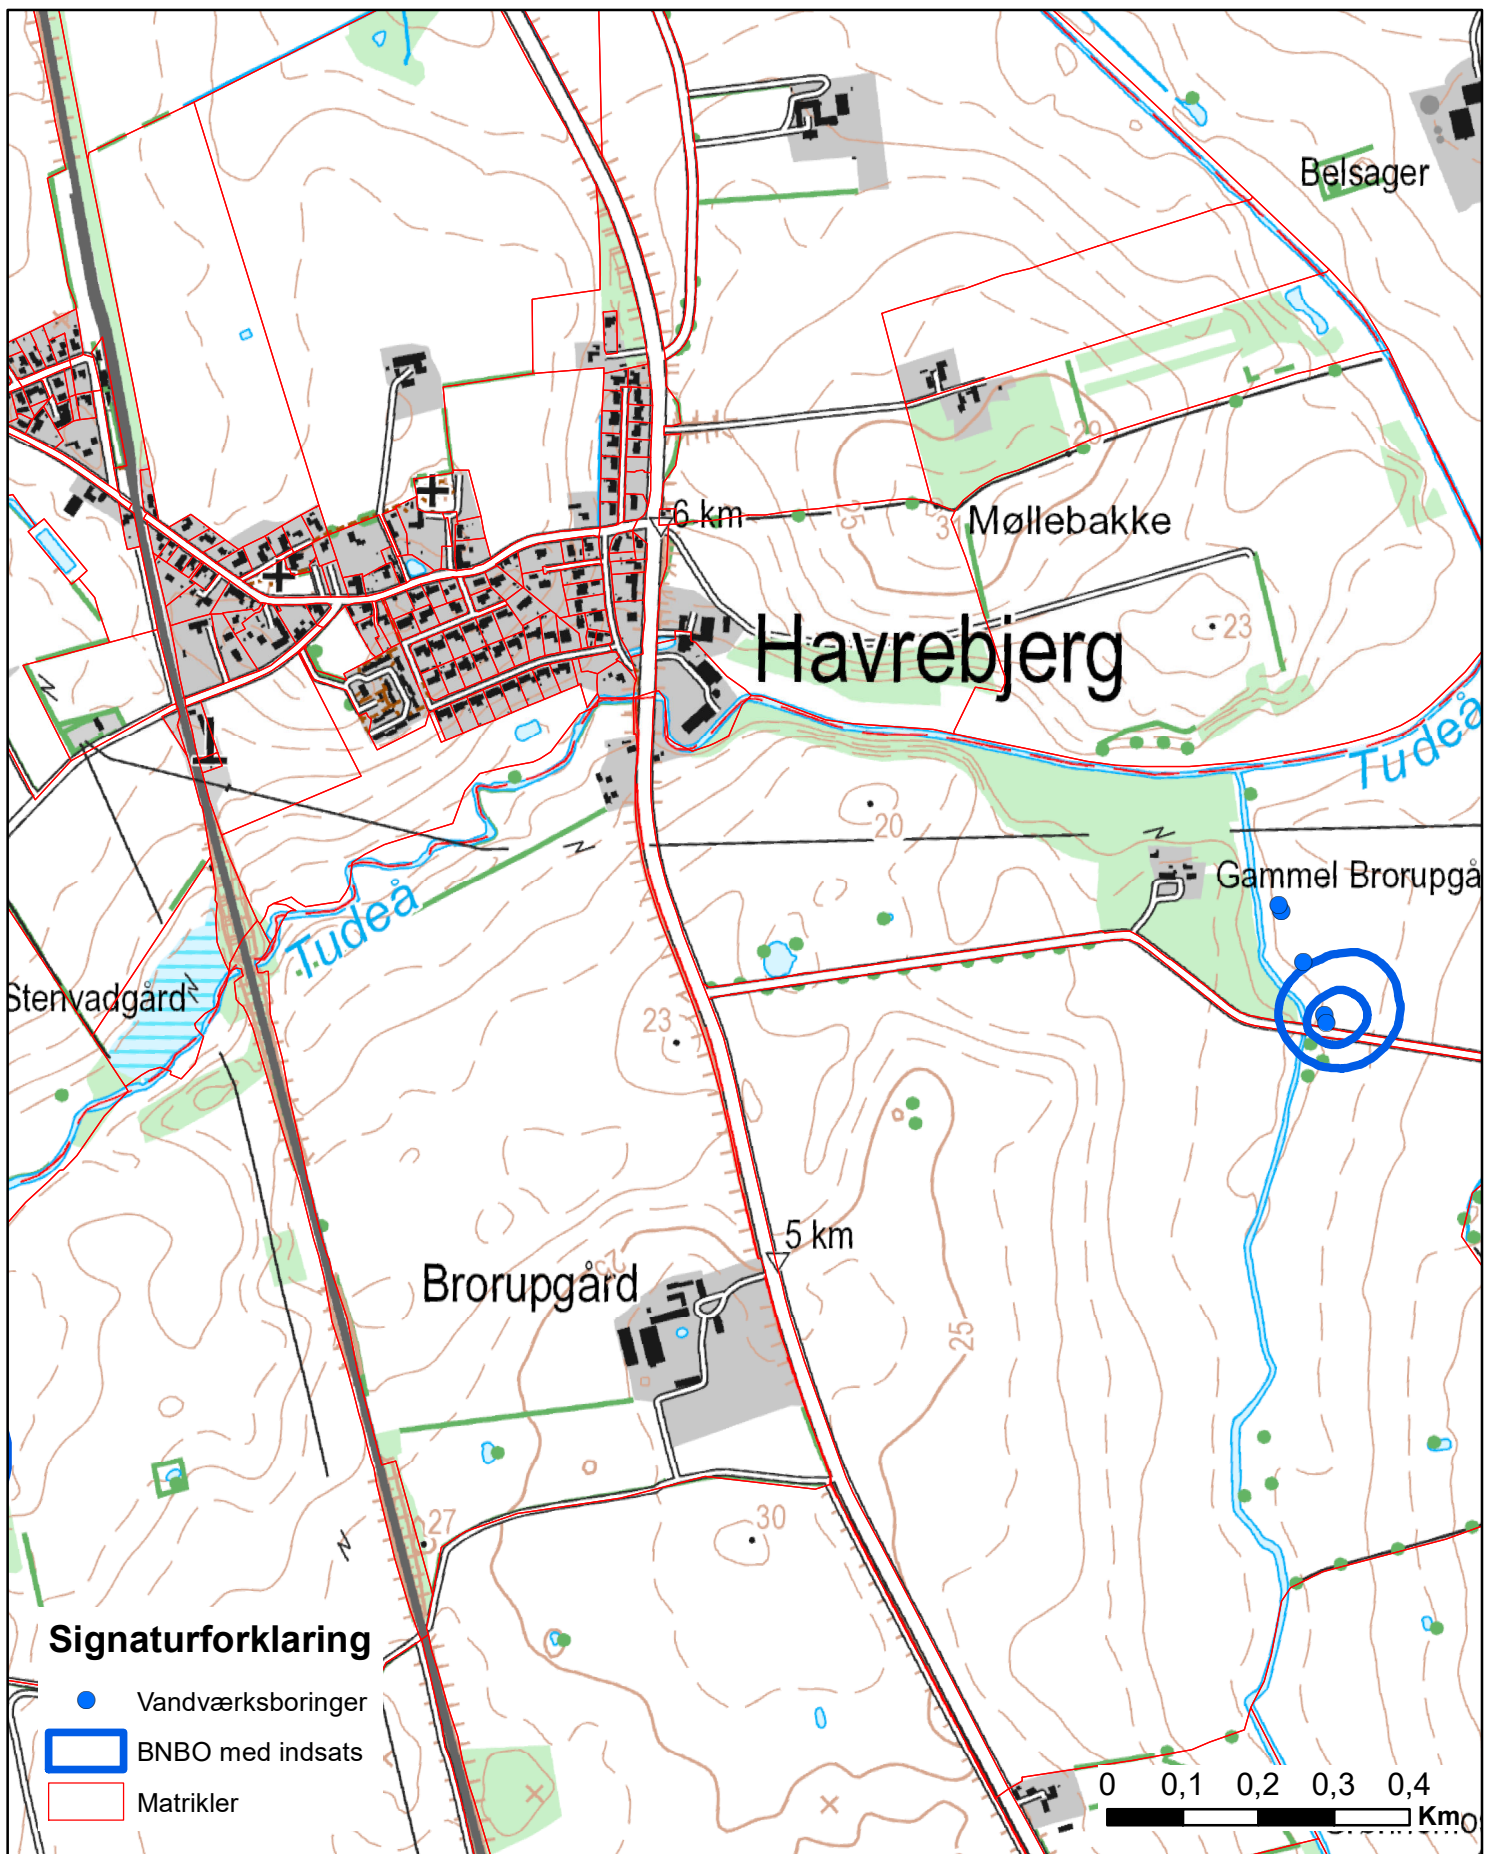 Belsager
29
6 km
25
31
Møllebakke
Havrebjerg
23
Tudeå
20
Gammel Brorupgå
Tudeå
Stenvadgård
23
5 km
25
Brorupgård
25
27
30
Signaturforklaring
Vandværksboringer
BNBO med indsats
Matrikler
0 0,1 0,2 0,3 0,4
Km